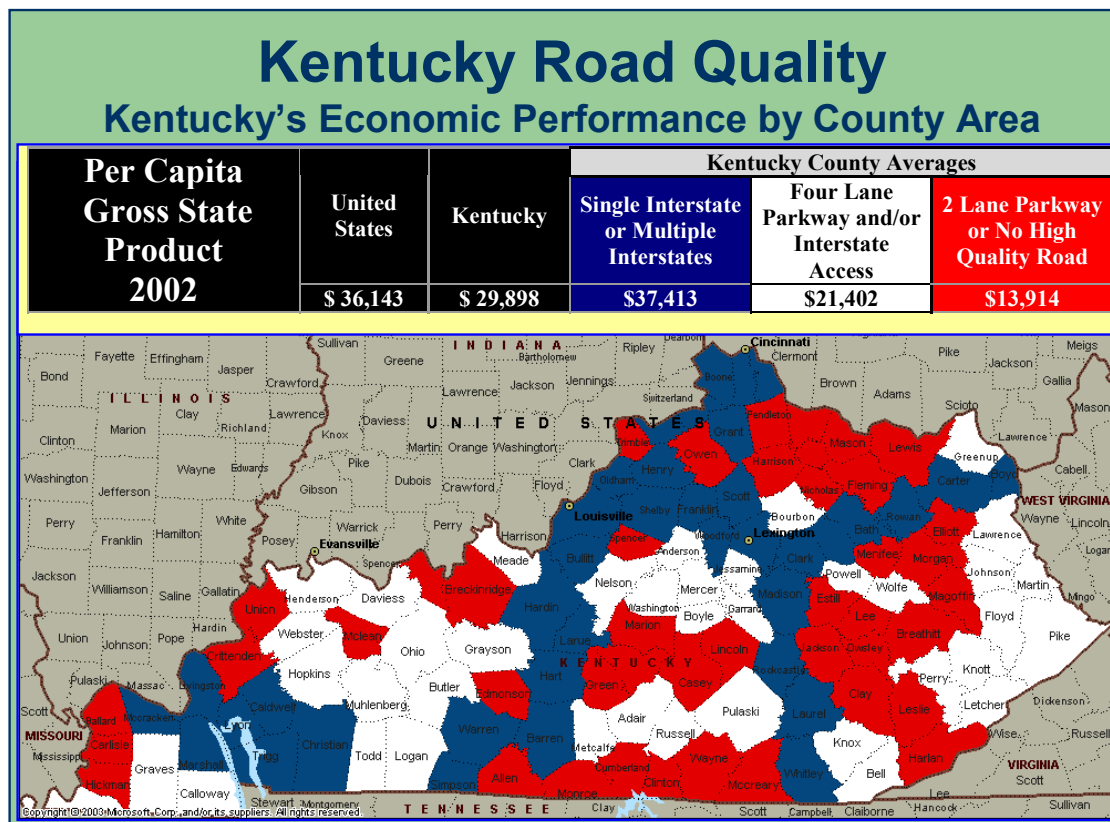 Kentucky Road Quality
Kentucky's Economic Performance by County Area
Per Capita
Gross State
Product
2002
United
States
Kentucky
Kentucky County Averages
Single Interstate
or Multiple
Interstates
Four Lane
Parkway and/or
Interstate
Access
2 Lane Parkway
or No High
Quality Road
$ 36,143
$ 29,898
$37,413
$21,402
$13,914
Sullivan
INDIANA
Ripley
Dearborn
Cincinnati
Meigs
Fayette
Effingham
Greene
Bartholomew
Clermont
Pike
Jackson
Bond
Jasper
Crawford
Lawrence
Jackson
Jennings
Boone
Brown
Gallia
ILLINOIS
Switzerland
Adams
Clay
Lawrence
Mason
Marion
Richland
Daviess
UNITED STATES
Pendleton
Scioto
Clinton
Knox
Martin
Orange
Washington
Trimble
Grant
Mason
Lewis
Lawrence
Wayne
Edwards
Pike
Clark
Henry
Owen
Harrison
Greenup
Cabell
Washington
Dubois
Crawford
Floyd
Oldham
Nicholas
Fleming
Carter
Boyd
Jefferson
Gibson
Scott
WEST VIRGINIA
Perry
White
Warrick
Perry
Louisville
Shelby
Franklin
Bourbon
Rowan
Wayne
Lincoln
Franklin
Hamilton
Posey
Evansville
Harrison
Spencer
Woodford
Lexington
Bath
Elliott
Lawrence
Logan
Spencer
Meade
Bullitt
Anderson
Clark
Menifee
Morgan
Jackson
Breckinridge
Nelson
Jessamine
Powell
Johnson
Williamson
Saline
Gallatin
Henderson
Daviess
Mercer
Madison
Estill
Wolfe
Martin
Mingo
Union
Hardin
Washington
Garrard
Lee
Magoffin
Hardin
Webster
Mclean
Marion
Boyle
Floyd
Union
Johnson
Pope
Ohio
Grayson
Larue
Lincoln
Jackson
Owsley
Breathitt
Pike
Crittenden
KENTUCKY
Rockcastle
Knott
Pulaski
Massac
Livingston
Hopkins
Butler
Edmonson
Hart
Green
Casey
Clay
Perry
Scott
Ballard
Mccracken
Caldwell
Muhlenberg
Adair
Pulaski
Laurel
Leslie
Letcher
Dickenson
MISSOURI
Carlisle
Lyon
Trigg
Christian
Warren
Barren
Metcalfe
Russell
Knox
Wise
Russell
Mississippi
Graves
Marshall
Todd
Logan
Cumberland
Wayne
Whitley
Bell
Harlan
VIRGINIA
Hickman
Calloway
Simpson
Allen
Monroe
Clinton
Mccreary
Scott
Copyright © 2003 Microsoft Corp. and/or its suppliers. All rights reserved.
Stewart
Montgomery
TENNESSEE
Clay
Scott
Campbell
Claiborne
Lee
Hancock
Sullivan